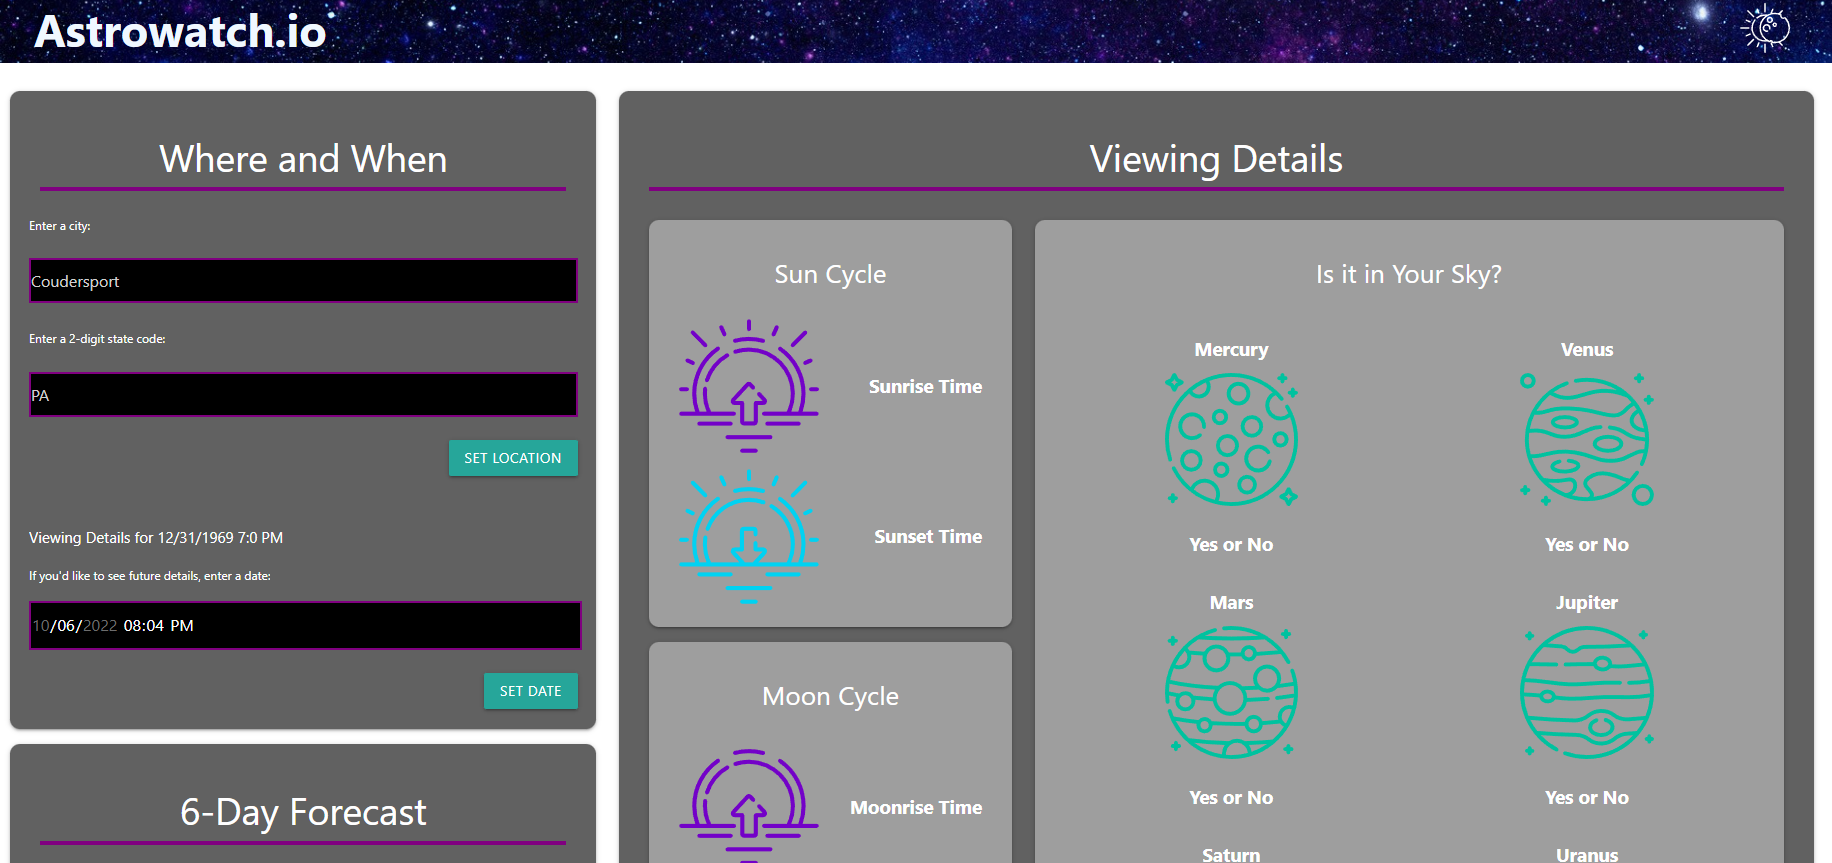 Astrowatch.io
Where and When
Enter a city:
Coudersport
Enter a 2-digit state code:
PA
SET LOCATION
Viewing Details for 12/31/1969 7:0 PM
If you'd like to see future details, enter a date:
10/06/2022 08:04 PM
SET DATE
6-Day Forecast
Viewing Details
Sun Cycle
Sunrise Time
Sunset Time
Moon Cycle
Moonrise Time
Is it in Your Sky?
Mercury
Venus
Yes or No
Yes or No
Mars
Jupiter
Yes or No
Yes or No
Saturn
Uranus